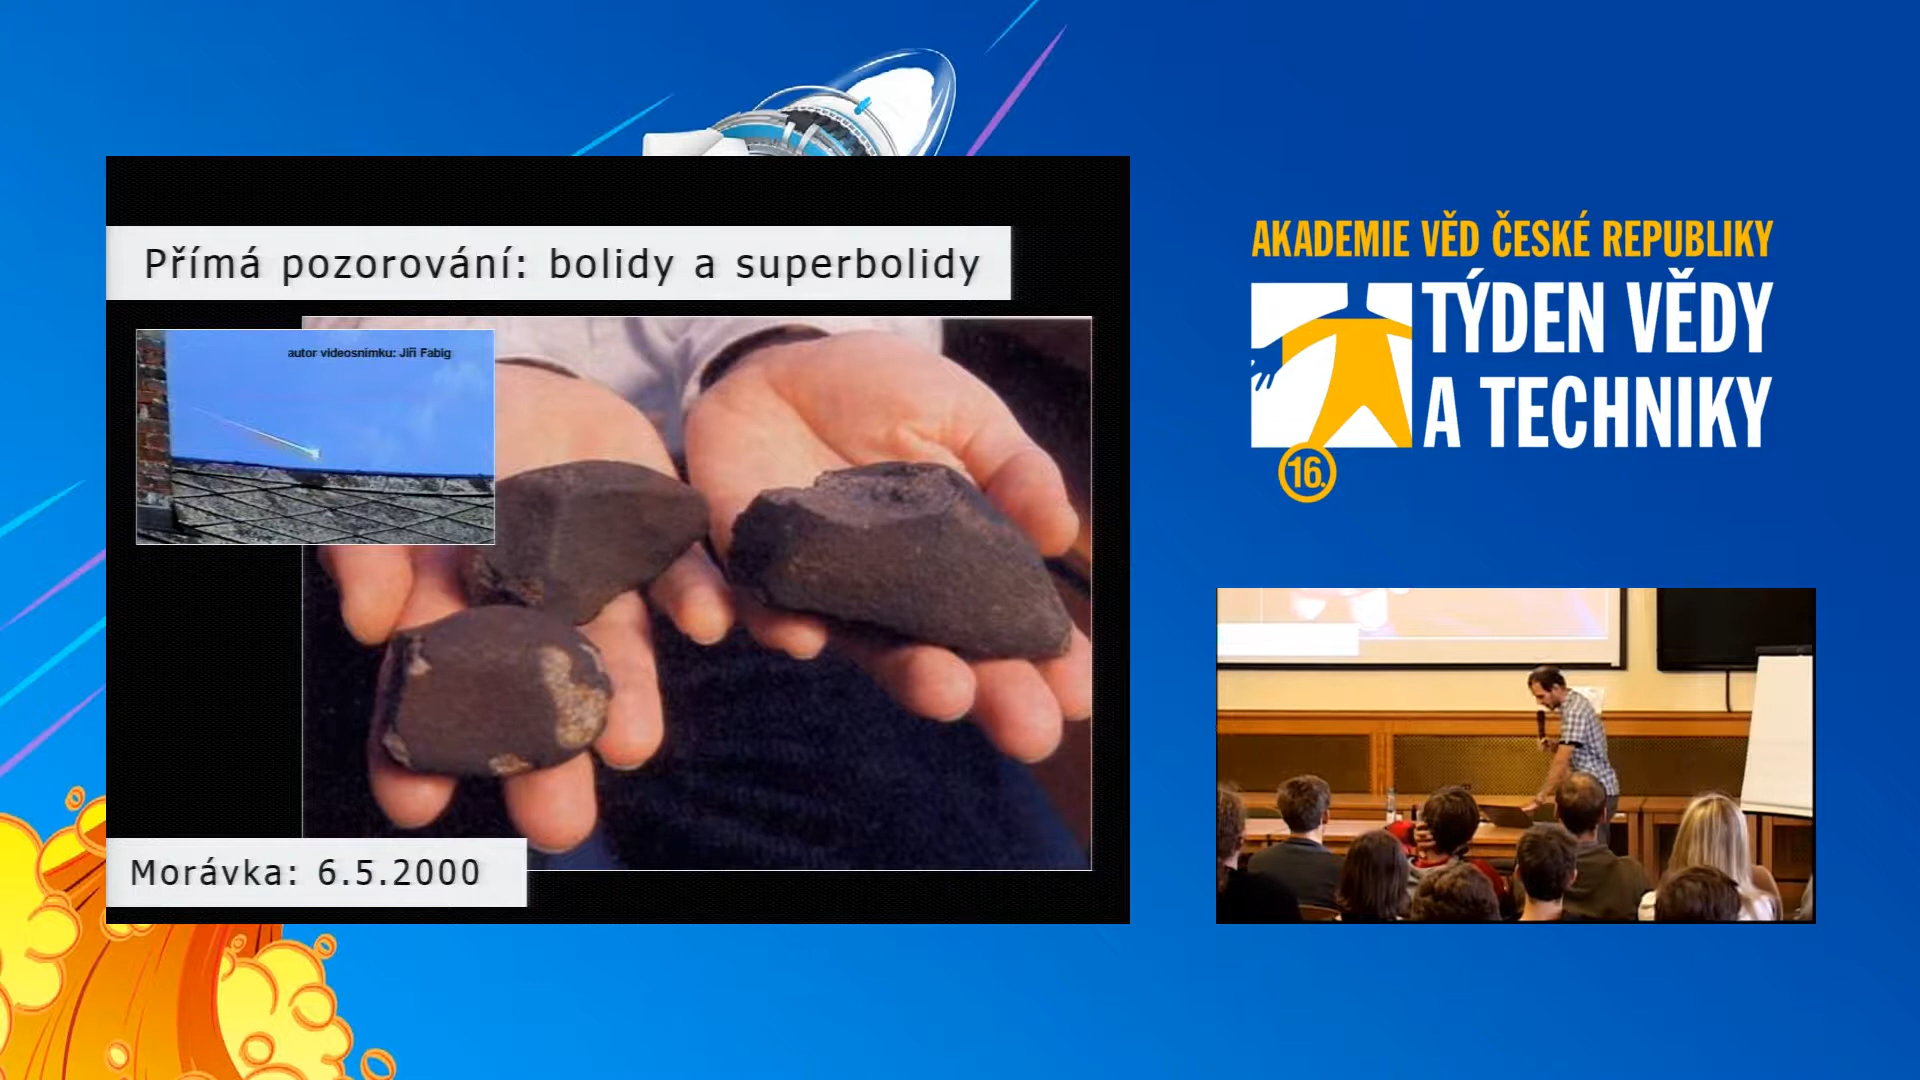 Přímá pozorování: bolidy a superbolidy
autor videosnímku: Jiří Fabig
Morávka: 6.5.2000
AKADEMIE VĚD ČESKÉ REPUBLIKY
TÝDEN VĚDY
A TECHNIKY
16.